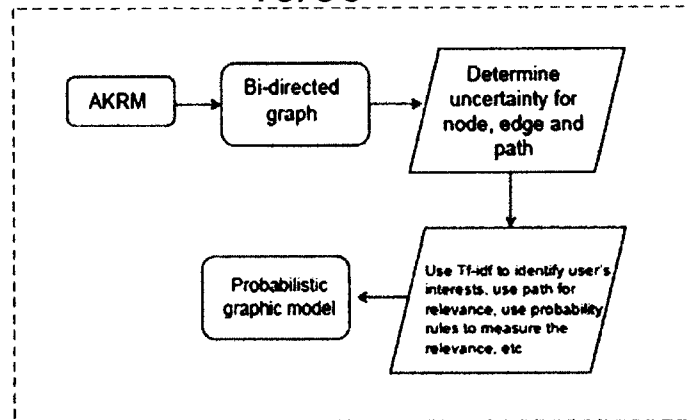 AKRM
Bi-directed
graph
Determine
uncertainty for
node, edge and
path
Use Tf-idf to identify user's
interests, use path for
relevance, use probability
rules to measure the
relevance, etc
Probabilistic
graphic model